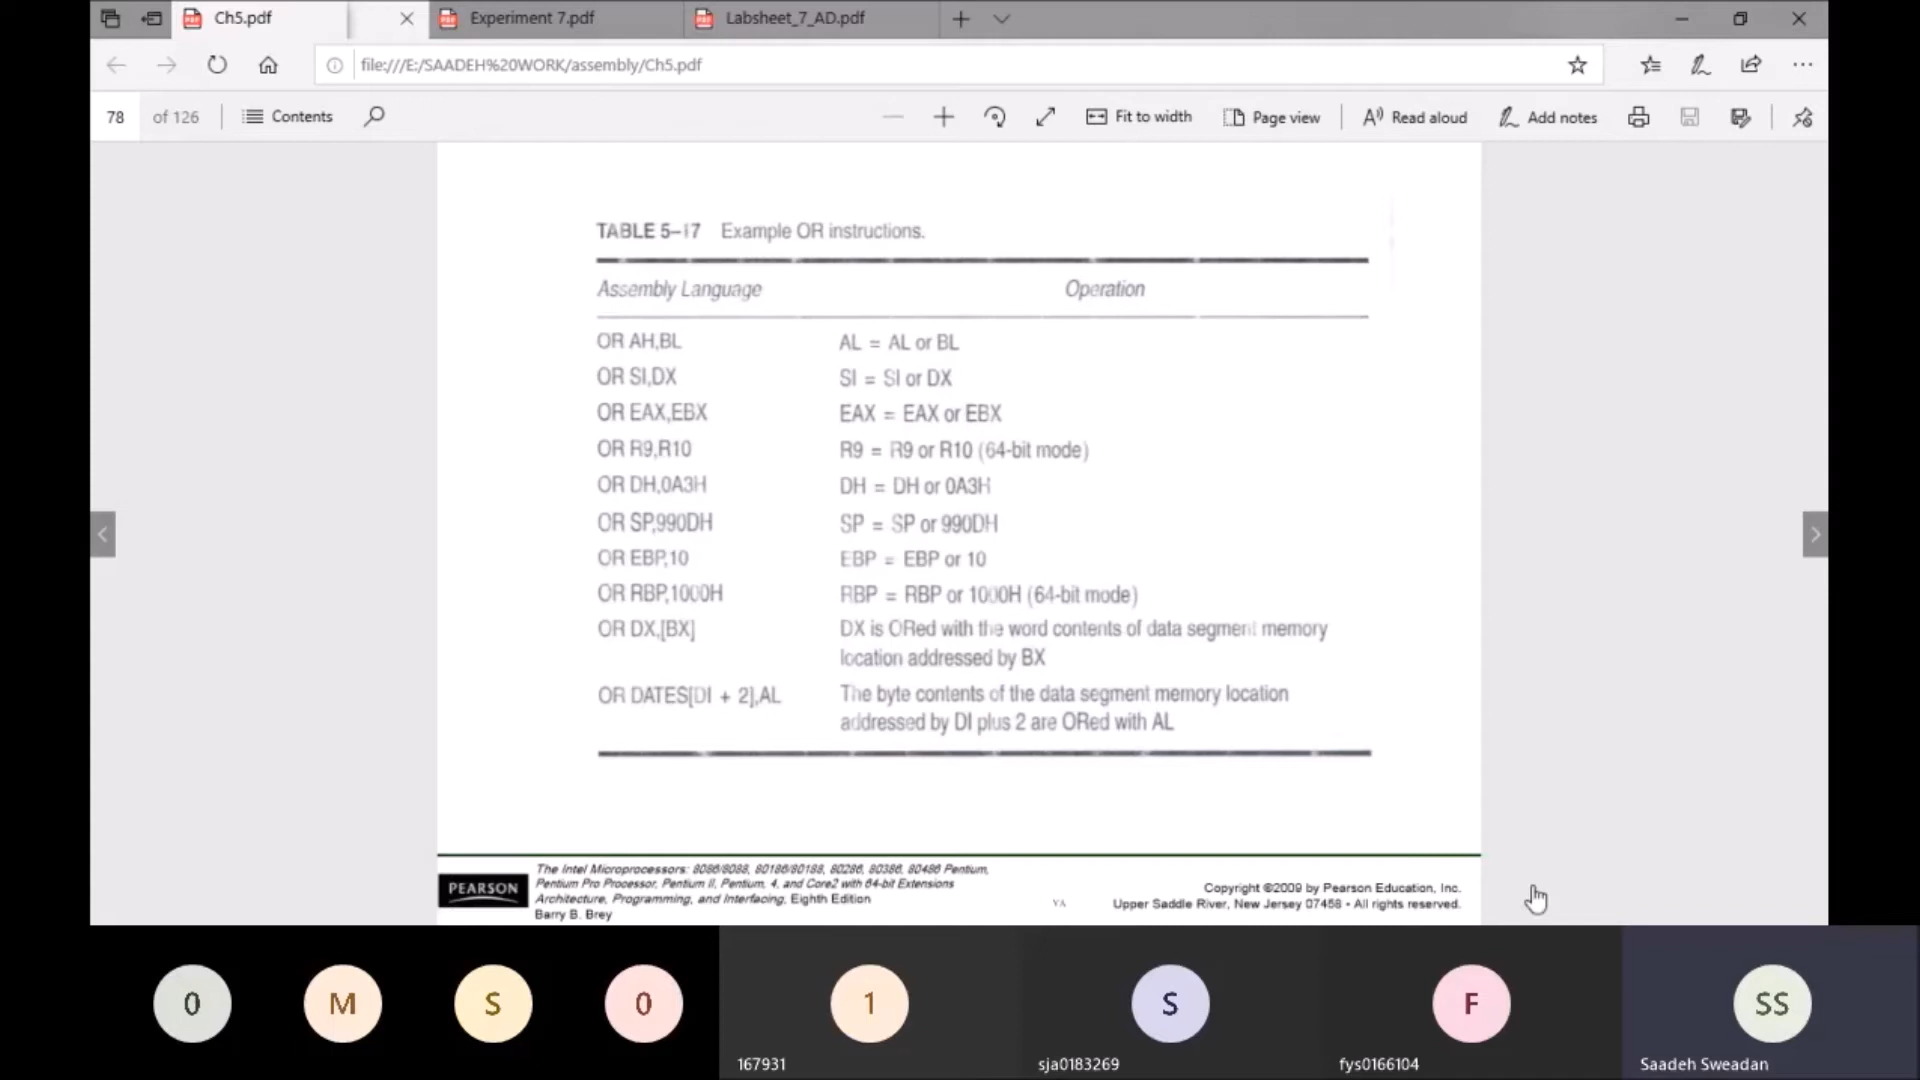 Ch5.pdf
Experiment 7.pdf
Labsheet_7_AD.pdf
file:///E:/SAADEH%20WORK/assembly/Ch5.pdf
78 of 126
Contents
Fit to width
Page view
Read aloud
Add notes
TABLE 5–17 Example OR instructions.
Assembly Language Operation
OR AH,BL AL = AL or BL
OR SI,DX SI = SI or DX
OR EAX,EBX EAX = EAX or EBX
OR R9,R10 R9 = R9 or R10 (64-bit mode)
OR DH,0A3H DH = DH or 0A3H
OR SP,990DH SP = SP or 990DH
OR EBP,10 EBP = EBP or 10
OR RBP,1000H RBP = RBP or 1000H (64-bit mode)
OR DX,[BX] DX is ORed with the word contents of data segment memory
location addressed by BX
OR DATES[DI + 2],AL The byte contents of the data segment memory location
addressed by DI plus 2 are ORed with AL
PEARSON
The Intel Microprocessors: 8086/8088, 80186/80188, 80286, 80386, 80486 Pentium,
Pentium Pro Processor, Pentium II, Pentium, 4, and Core2 with 64-bit Extensions
Architecture, Programming, and Interfacing, Eighth Edition
Barry B. Brey
Copyright ©2009 by Pearson Education, Inc.
Upper Saddle River, New Jersey 07458 • All rights reserved.
0
M
S
0
1
S
F
SS
167931
sja0183269
fys0166104
Saadeh Sweadan